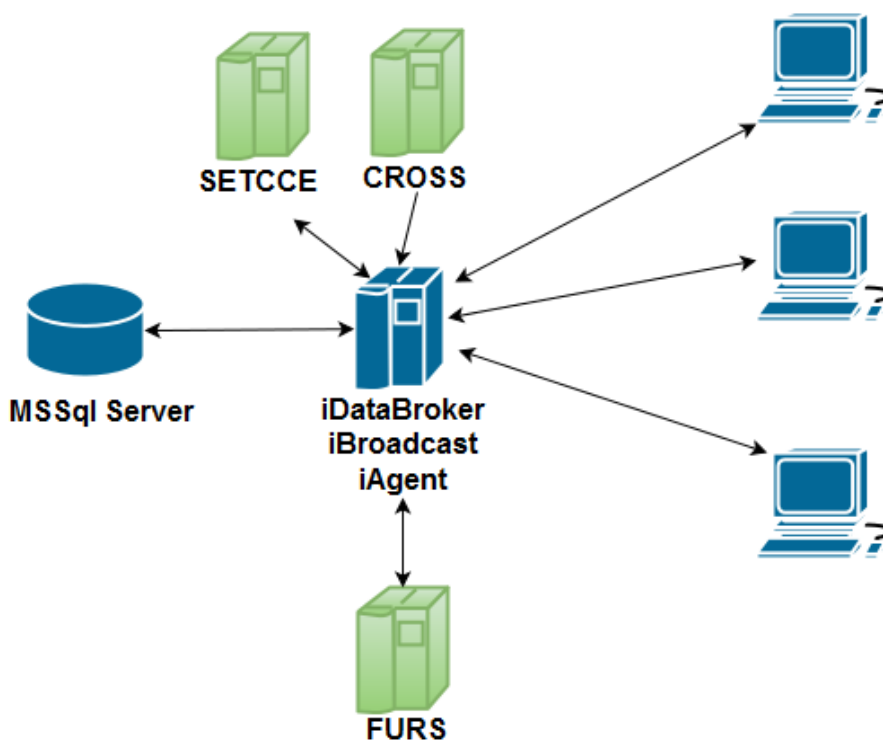 SETCCE
CROSS
MSSql Server
iDataBroker
iBroadcast
iAgent
FURS